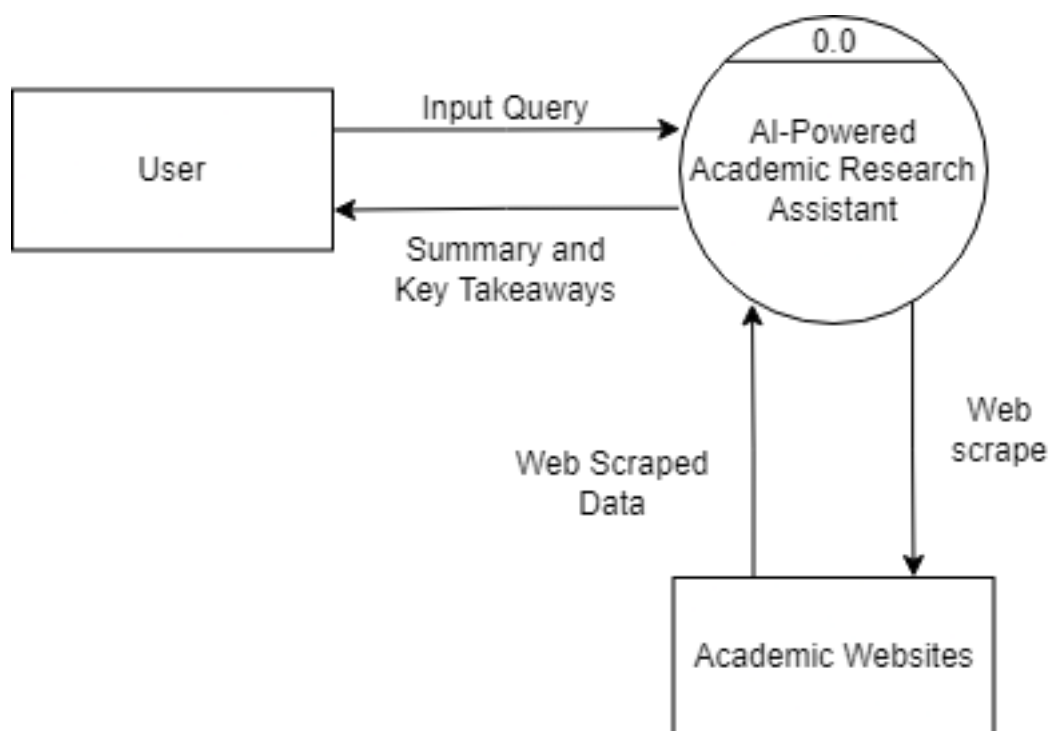 0.0
Input Query
AI-Powered
Academic Research
Assistant
User
Summary and
Key Takeaways
Web
scrape
Web Scraped
Data
Academic Websites